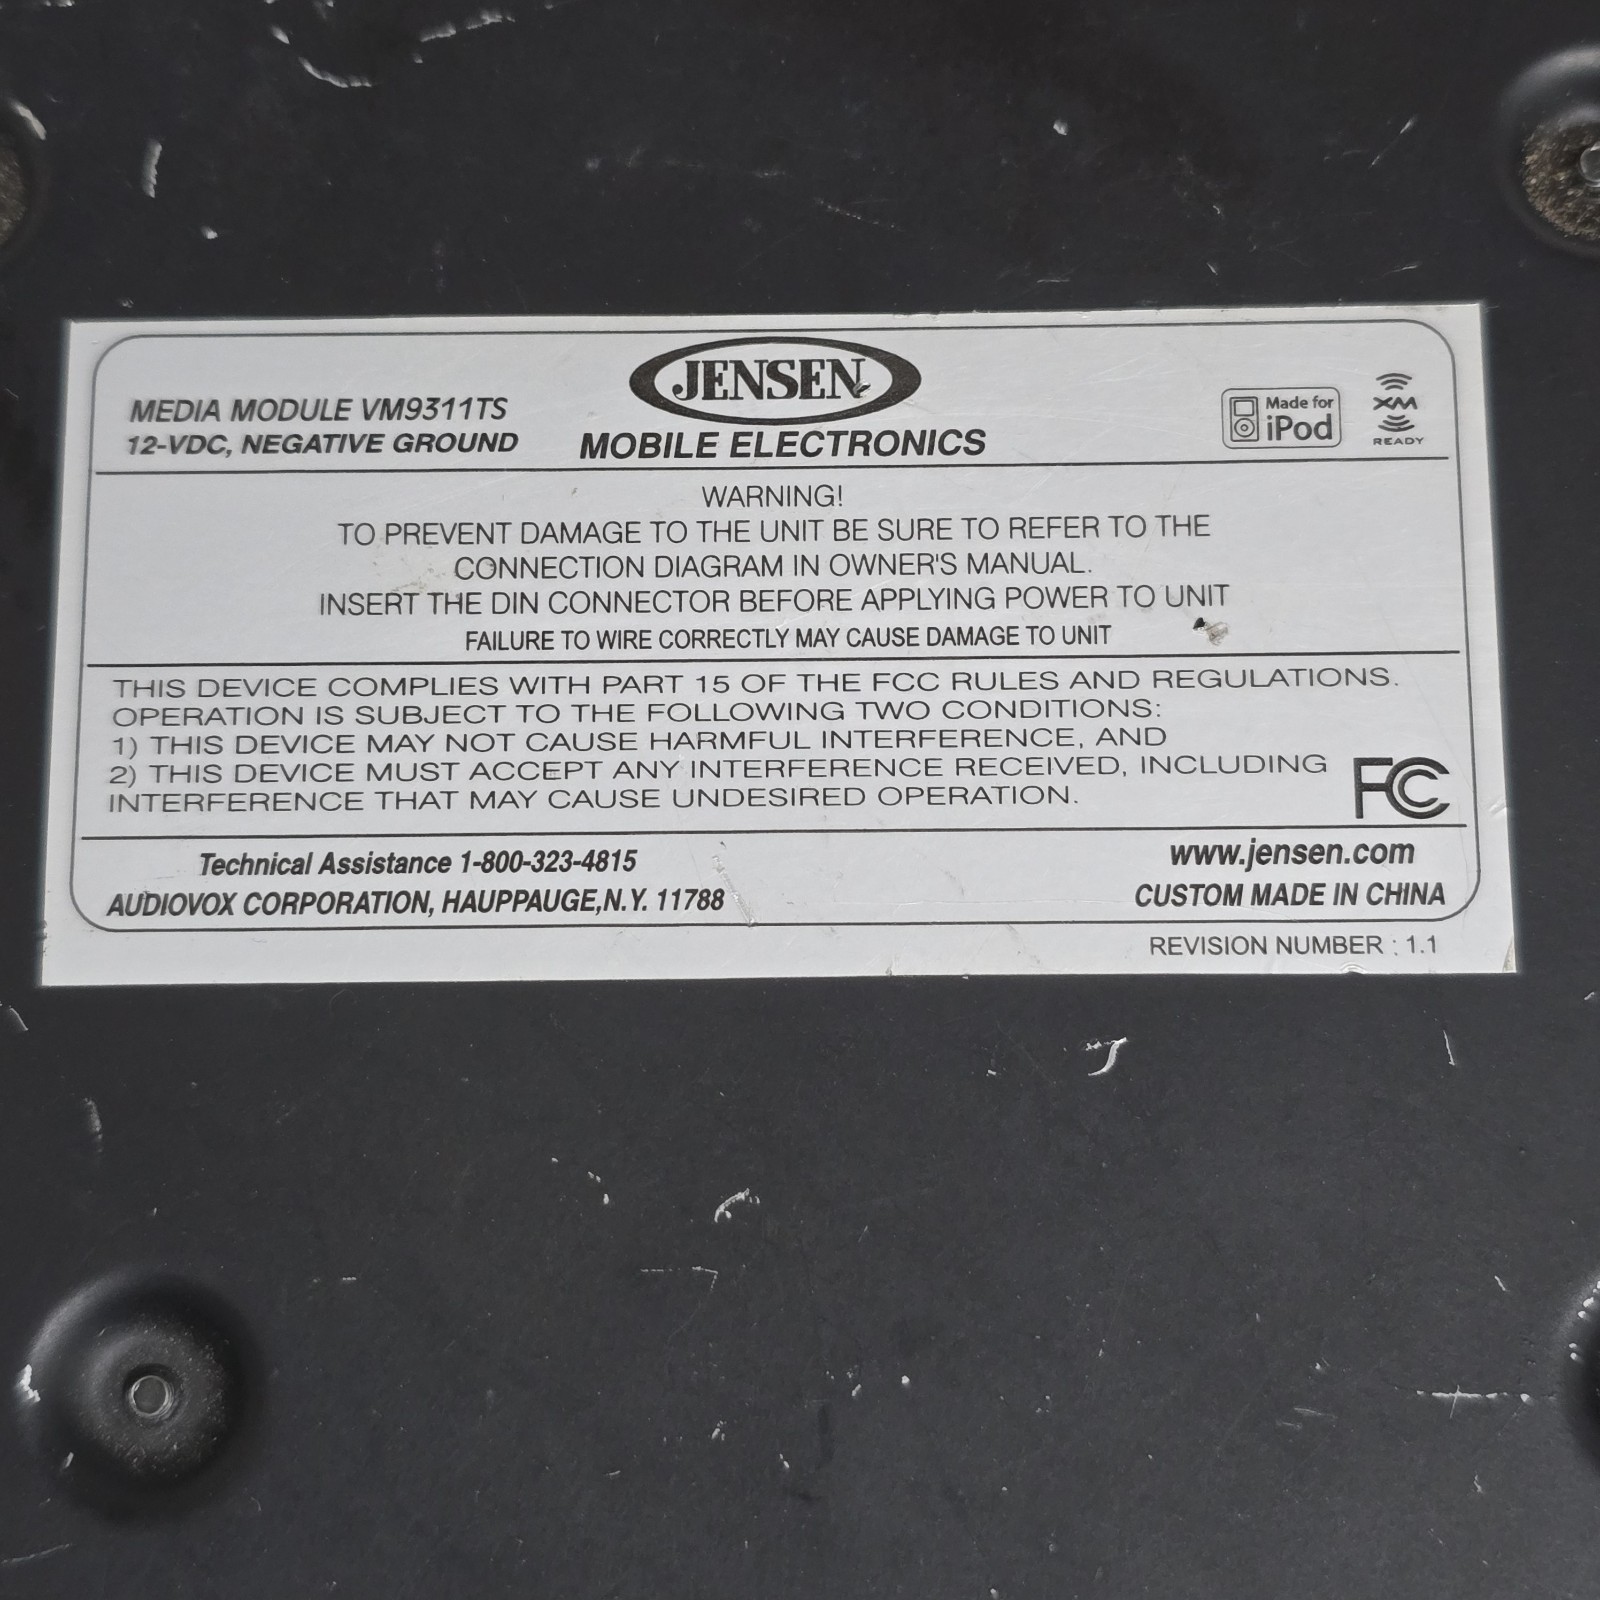 JENSEN
MEDIA MODULE VM9311TS
12-VDC, NEGATIVE GROUND
MOBILE ELECTRONICS
Made for
iPod
XM
READY
WARNING!
TO PREVENT DAMAGE TO THE UNIT BE SURE TO REFER TO THE
CONNECTION DIAGRAM IN OWNER'S MANUAL.
INSERT THE DIN CONNECTOR BEFORE APPLYING POWER TO UNIT
FAILURE TO WIRE CORRECTLY MAY CAUSE DAMAGE TO UNIT
THIS DEVICE COMPLIES WITH PART 15 OF THE FCC RULES AND REGULATIONS.
OPERATION IS SUBJECT TO THE FOLLOWING TWO CONDITIONS:
1) THIS DEVICE MAY NOT CAUSE HARMFUL INTERFERENCE, AND
2) THIS DEVICE MUST ACCEPT ANY INTERFERENCE RECEIVED, INCLUDING
INTERFERENCE THAT MAY CAUSE UNDESIRED OPERATION.
FCC
Technical Assistance 1-800-323-4815
www.jensen.com
AUDIOVOX CORPORATION, HAUPPAUGE,N.Y. 11788
CUSTOM MADE IN CHINA
REVISION NUMBER : 1.1